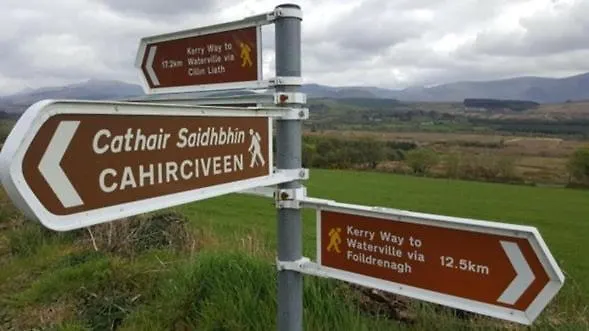 Kerry Way to
17.2km Waterville via
Cillín Liath
Cathair Saidhbhín
CAHIRCIVEEN
Kerry Way to
Waterville via 12.5km
Foildrenagh